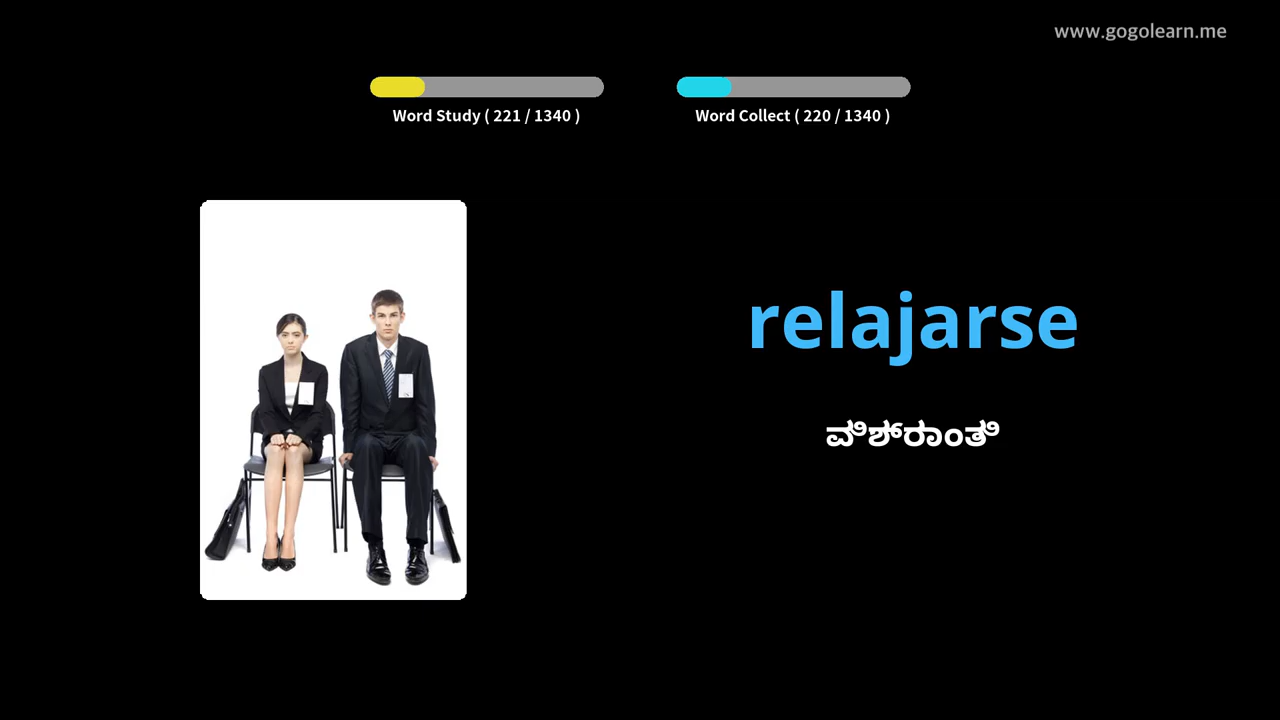 www.gogolearn.me
Word Study ( 221 / 1340 )
Word Collect ( 220 / 1340 )
relajarse
ವಿಶ್ರಾಂತಿ